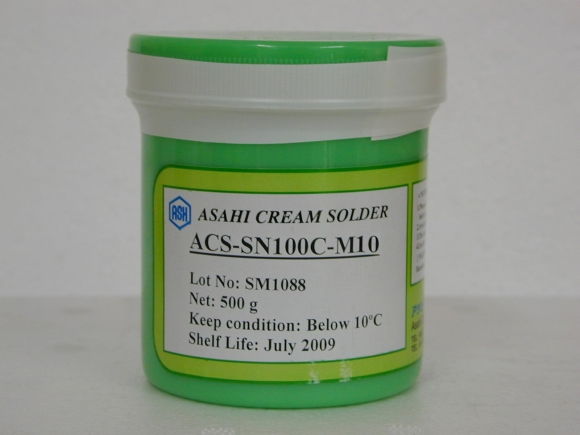 ASH
ASAHI CREAM SOLDER
ACS-SN100C-M10
Lot No: SM1088
Net: 500 g
Keep condition: Below 10°C
Shelf Life: July 2009